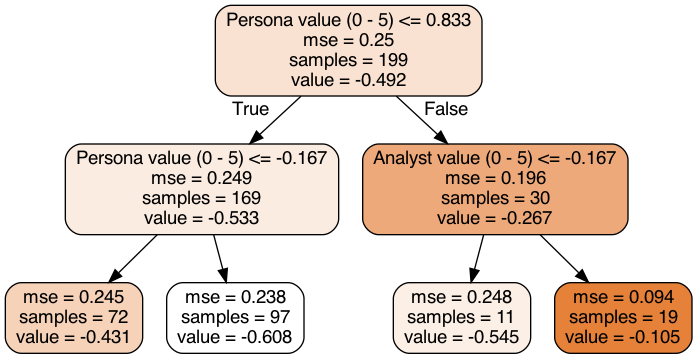 Persona value (0 - 5) <= 0.833
mse = 0.25
samples = 199
value = -0.492
True
False
Persona value (0 - 5) <= -0.167
mse = 0.249
samples = 169
value = -0.533
Analyst value (0 - 5) <= -0.167
mse = 0.196
samples = 30
value = -0.267
mse = 0.245
samples = 72
value = -0.431
mse = 0.238
samples = 97
value = -0.608
mse = 0.248
samples = 11
value = -0.545
mse = 0.094
samples = 19
value = -0.105